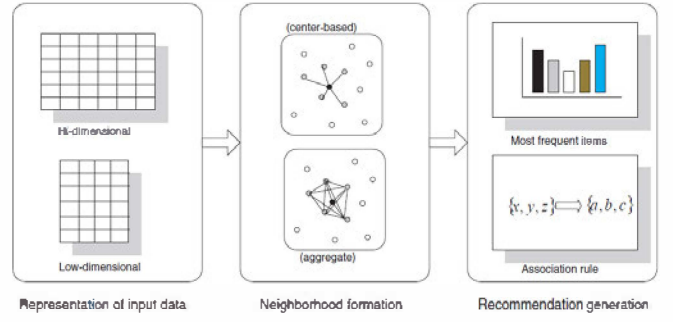 Hi-dimensional
Low-dimensional
Representation of input data
(center-based)
(aggregate)
Neighborhood formation
Most frequent items
{x, y, z} ⟹ {a, b, c}
Association rule
Recommendation generation